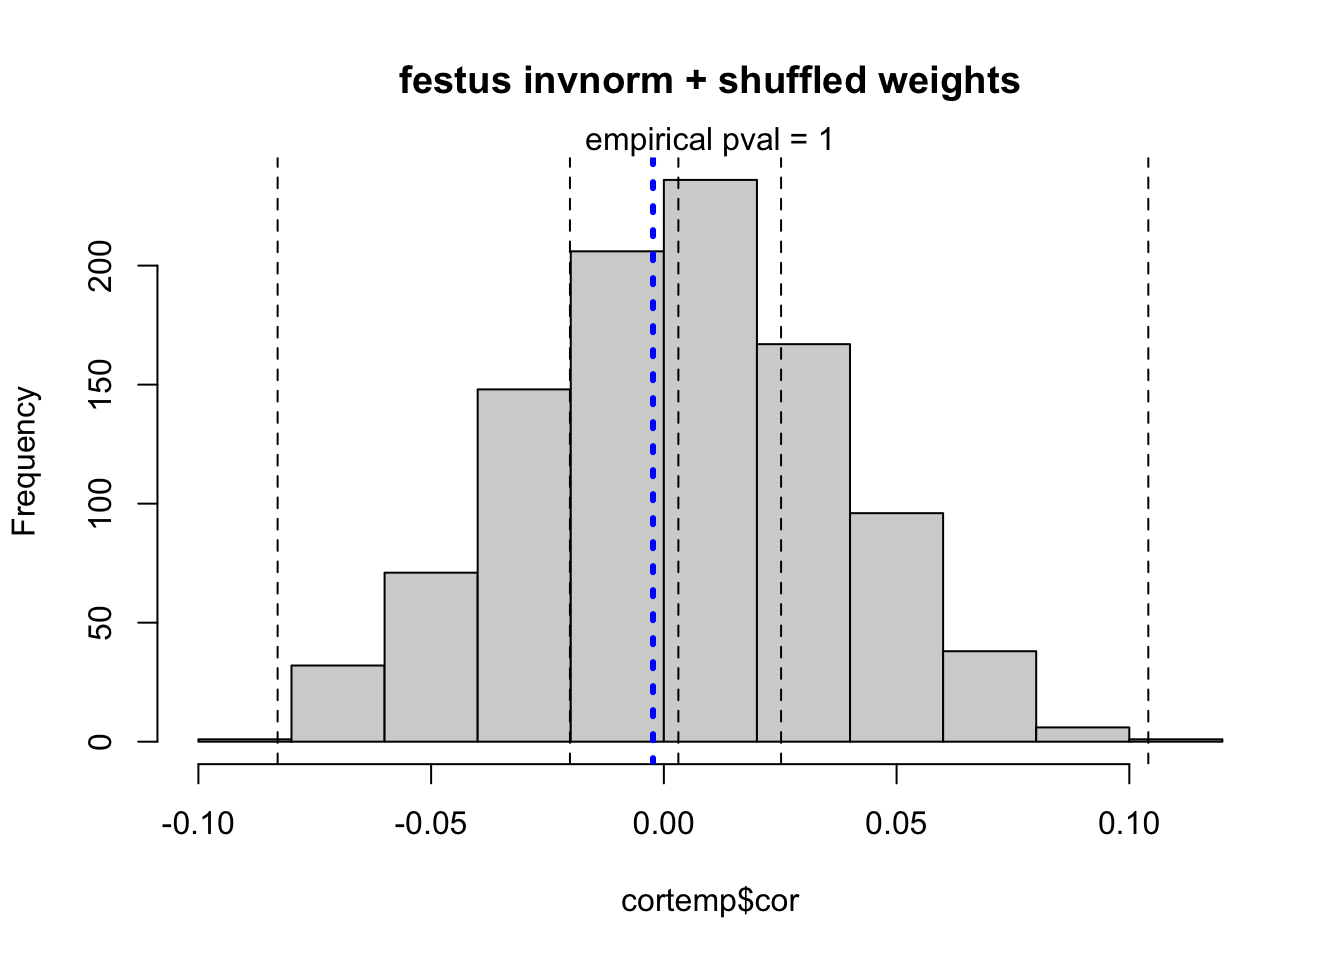 festus invnorm + shuffled weights
empirical pval = 1
Frequency
200
150
100
50
0
-0.10 -0.05 0.00 0.05 0.10
cortemp$cor